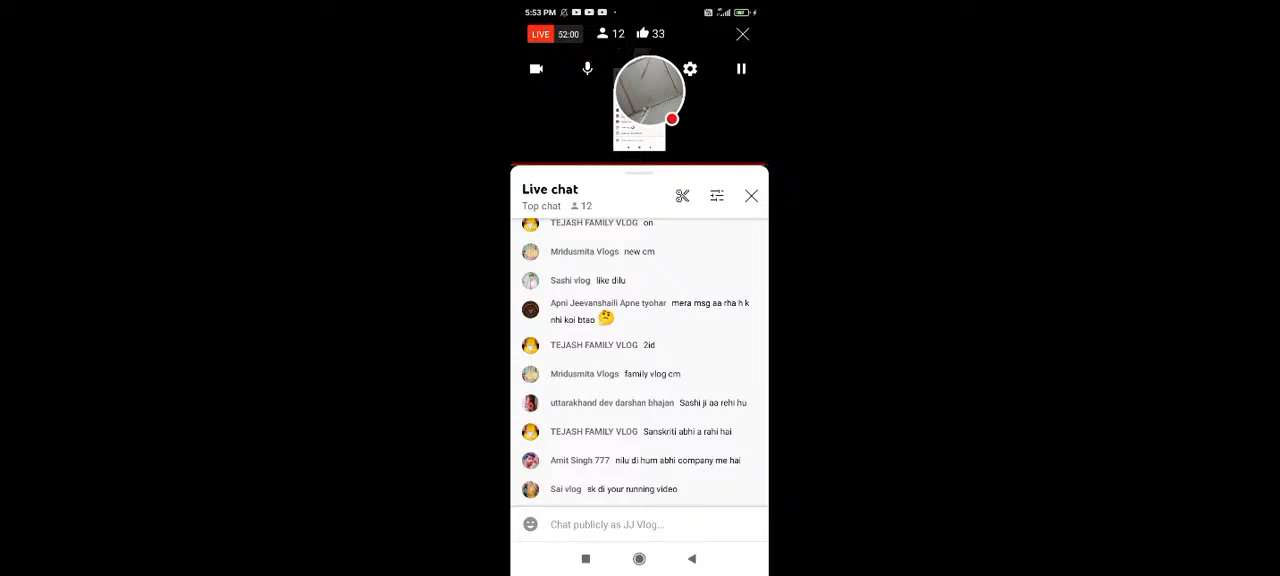 5:53 PM
LIVE 52:00 12 33
Live chat
Top chat 12
TEJASH FAMILY VLOG on
Mridusmita Vlogs new cm
Sashi vlog like dilu
Apni Jeevanshaili Apne tyohar mera msg aa rha h k
nhi koi btao
TEJASH FAMILY VLOG 2id
Mridusmita Vlogs family vlog cm
uttarakhand dev darshan bhajan Sashi ji aa rehi hu
TEJASH FAMILY VLOG Sanskriti abhi a rahi hai
Amit Singh 777 nilu di hum abhi company me hai
Sai vlog sk di your running video
Chat publicly as JJ Vlog...